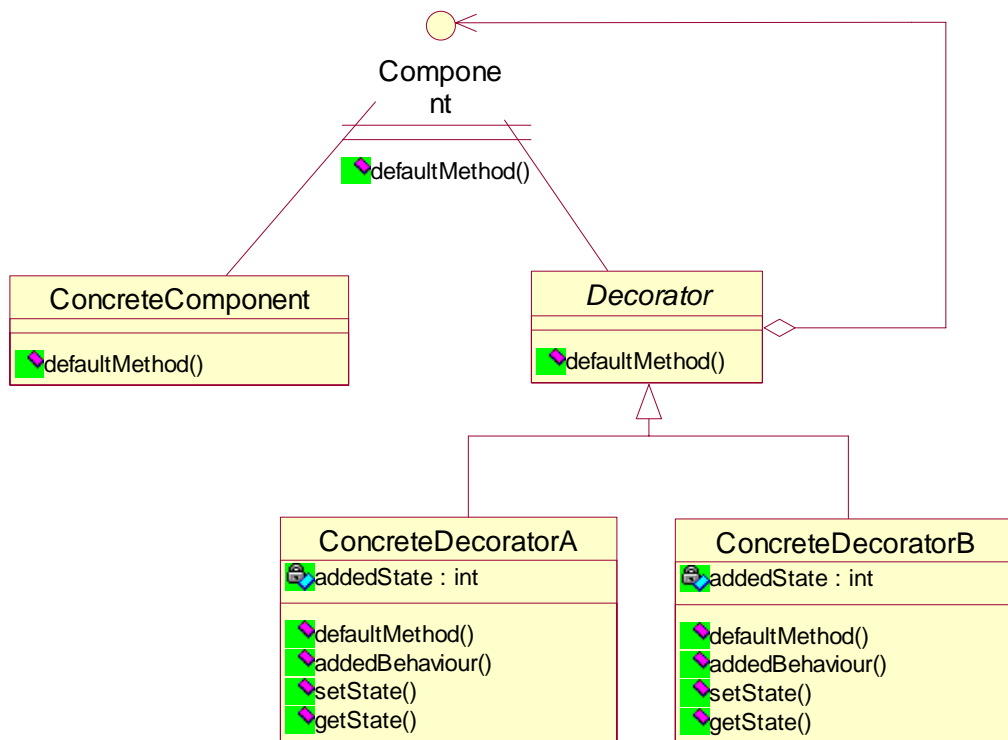 Compone
nt
defaultMethod()
ConcreteComponent
defaultMethod()
Decorator
defaultMethod()
ConcreteDecoratorA
addedState : int
defaultMethod()
addedBehaviour()
setState()
getState()
ConcreteDecoratorB
addedState : int
defaultMethod()
addedBehaviour()
setState()
getState()